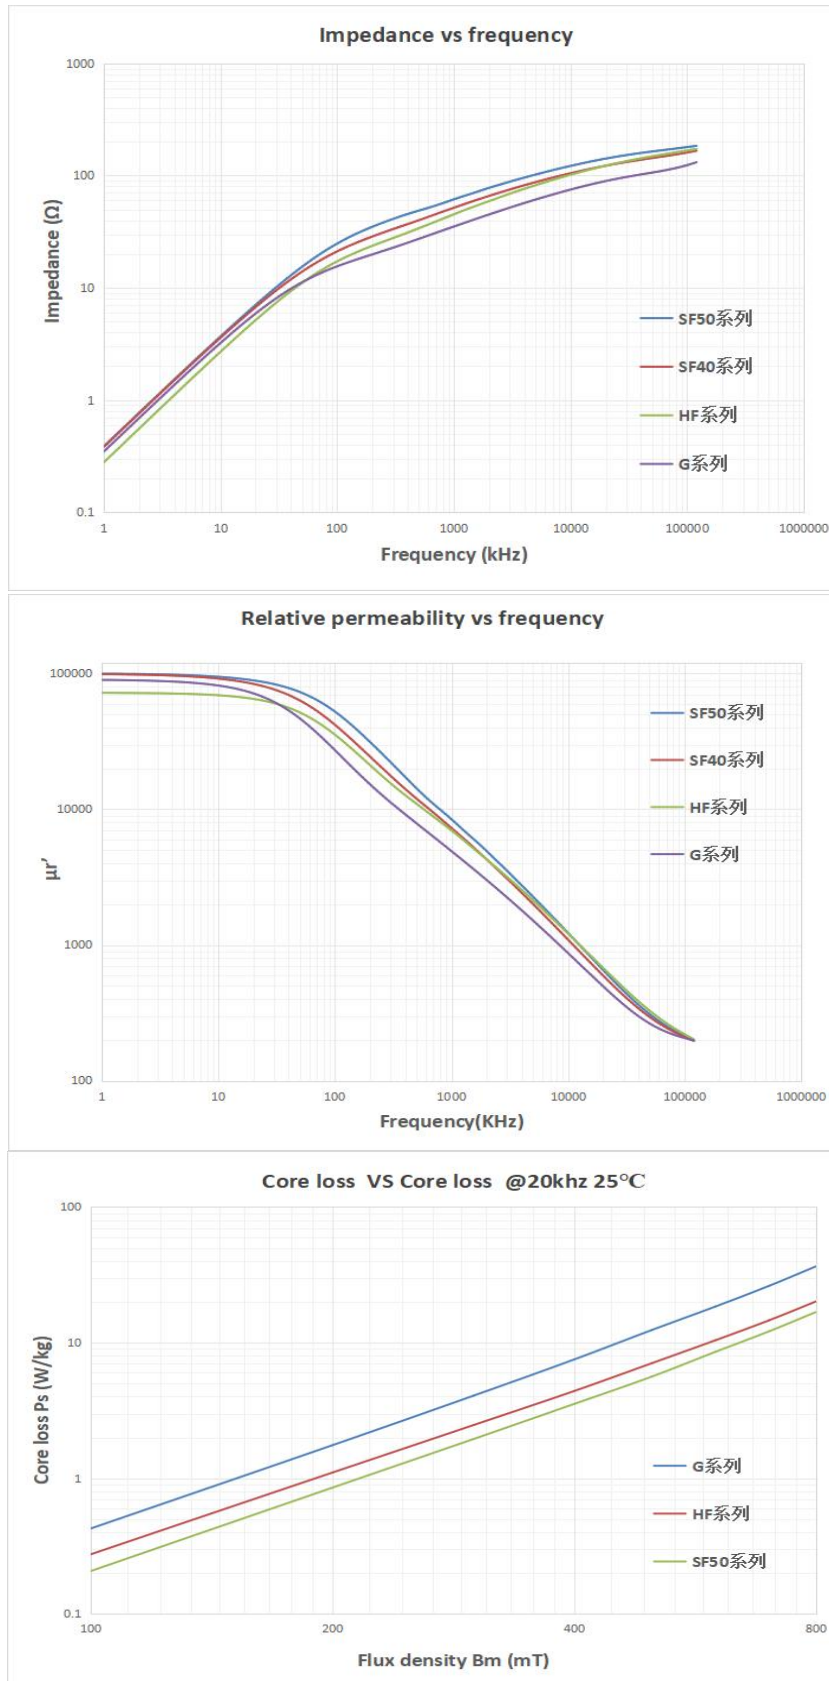 Impedance vs frequency
1000
100
10
1
0.1
Impedance (Ω)
SF50系列
SF40系列
HF系列
G系列
1 10 100 1000 10000 100000 1000000
Frequency (kHz)
Relative permeability vs frequency
100000
10000
1000
100
μr’
SF50系列
SF40系列
HF系列
G系列
1 10 100 1000 10000 100000 1000000
Frequency(KHz)
Core loss VS Core loss @20khz 25℃
100
10
1
0.1
Core loss Ps (W/kg)
G系列
HF系列
SF50系列
100 200 400 800
Flux density Bm (mT)